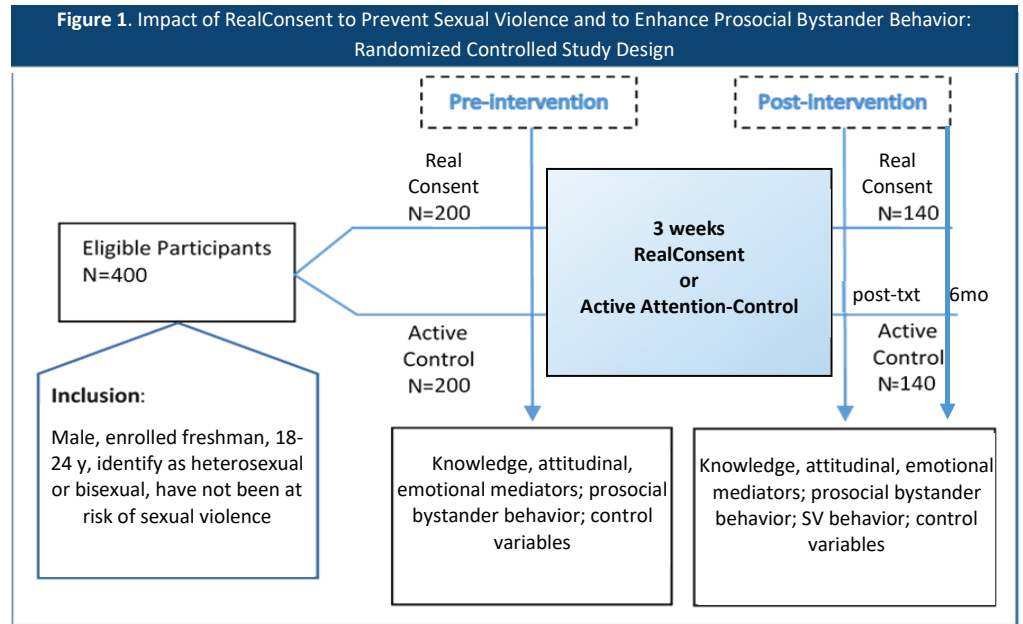 Figure 1. Impact of RealConsent to Prevent Sexual Violence and to Enhance Prosocial Bystander Behavior:
Randomized Controlled Study Design
Pre-intervention
Post-intervention
Real
Consent
N=200
Real
Consent
N=140
Eligible Participants
N=400
3 weeks
RealConsent
or
Active Attention-Control
post-txt
6mo
Active
Control
N=200
Active
Control
N=140
Inclusion:
Male, enrolled freshman, 18-
24 y, identify as heterosexual
or bisexual, have not been at
risk of sexual violence
Knowledge, attitudinal,
emotional mediators; prosocial
bystander behavior; control
variables
Knowledge, attitudinal, emotional
mediators; prosocial bystander
behavior; SV behavior; control
variables